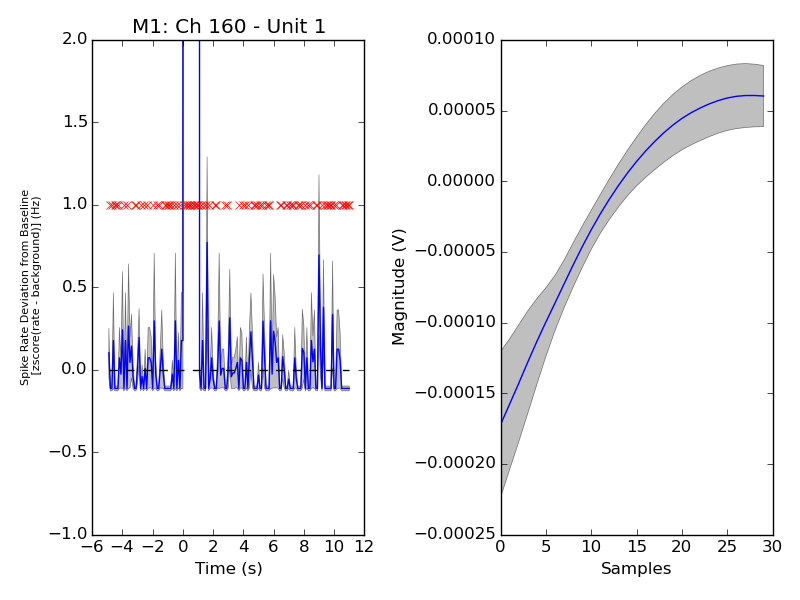 M1: Ch 160 - Unit 1
2.0
1.5
1.0
0.5
0.0
−0.5
−1.0
−6 −4 −2 0 2 4 6 8 10 12
Time (s)
Spike Rate Deviation from Baseline
[zscore(rate - background)] (Hz)
0.00010
0.00005
0.00000
−0.00005
−0.00010
−0.00015
−0.00020
−0.00025
0 5 10 15 20 25 30
Samples
Magnitude (V)